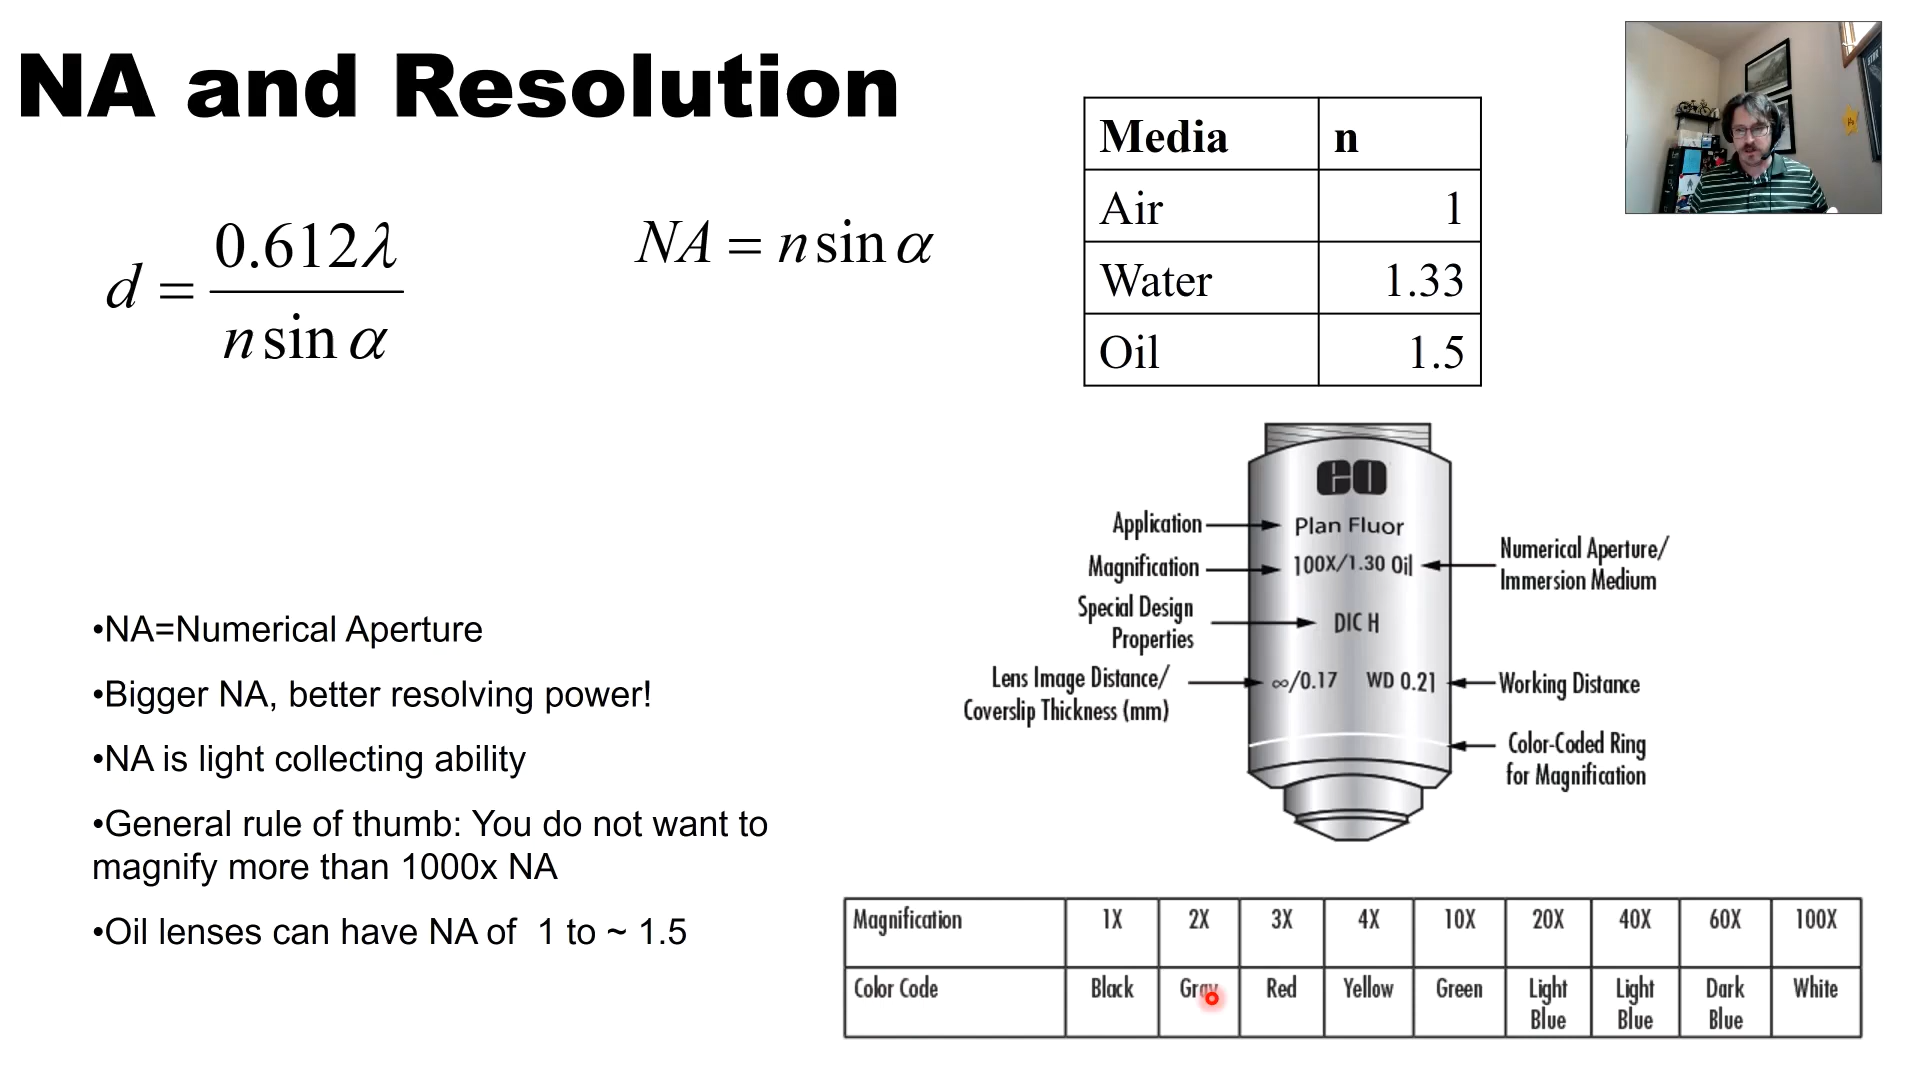 NA and Resolution
d = 0.612λ / n sin α
NA = n sin α
Media n
Air 1
Water 1.33
Oil 1.5
•NA=Numerical Aperture
•Bigger NA, better resolving power!
•NA is light collecting ability
•General rule of thumb: You do not want to
magnify more than 1000x NA
•Oil lenses can have NA of 1 to ~ 1.5
EO
Plan Fluor
100X/1.30 Oil
DIC H
∞/0.17 WD 0.21
Application
Magnification
Special Design
Properties
Lens Image Distance/
Coverslip Thickness (mm)
Numerical Aperture/
Immersion Medium
Working Distance
Color-Coded Ring
for Magnification
Magnification 1X 2X 3X 4X 10X 20X 40X 60X 100X
Color Code Black Gray Red Yellow Green Light Blue Light Blue Dark Blue White